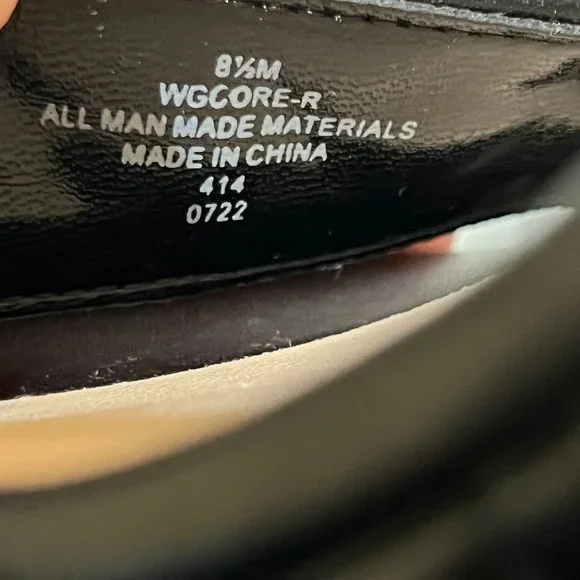 8½M
WGCORE-R
ALL MAN MADE MATERIALS
MADE IN CHINA
414
0722